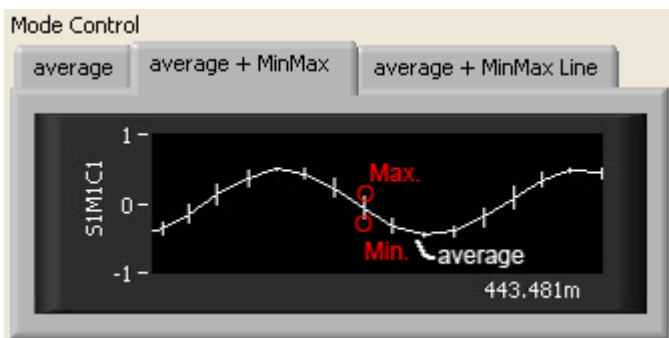 Mode Control
average
average + MinMax
average + MinMax Line
S1M1C1
1
0
-1
Max.
Min.
average
443.481m